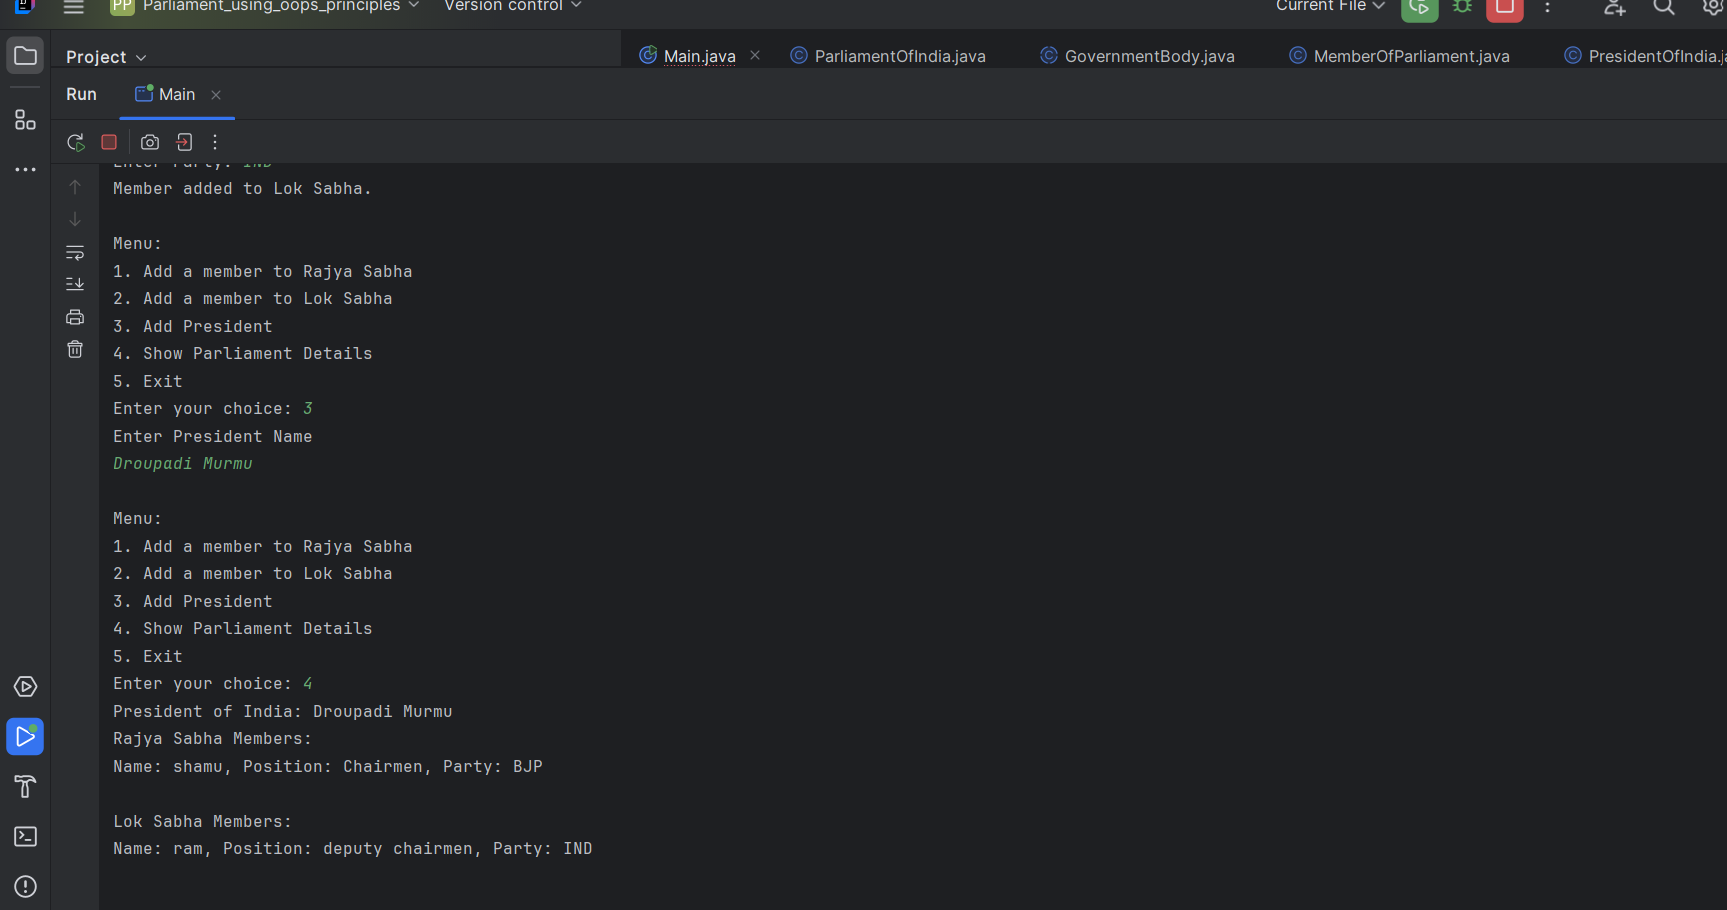 PP Parliament_using_oops_principles Version control Current File
Project Main.java ParliamentOfIndia.java GovernmentBody.java MemberOfParliament.java PresidentOfIndia.j
Run Main
Enter Party: IND
Member added to Lok Sabha.
Menu:
1. Add a member to Rajya Sabha
2. Add a member to Lok Sabha
3. Add President
4. Show Parliament Details
5. Exit
Enter your choice: 3
Enter President Name
Droupadi Murmu
Menu:
1. Add a member to Rajya Sabha
2. Add a member to Lok Sabha
3. Add President
4. Show Parliament Details
5. Exit
Enter your choice: 4
President of India: Droupadi Murmu
Rajya Sabha Members:
Name: shamu, Position: Chairmen, Party: BJP
Lok Sabha Members:
Name: ram, Position: deputy chairmen, Party: IND